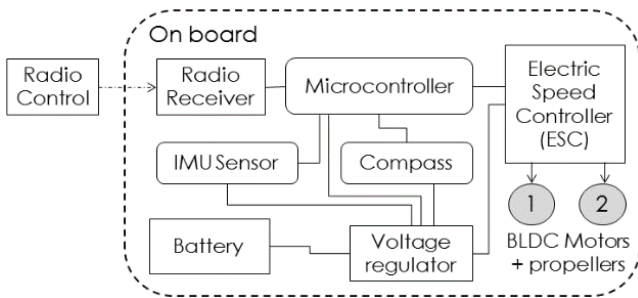 On board
Radio
Control
Radio
Receiver
Microcontroller
Electric
Speed
Controller
(ESC)
IMU Sensor
Compass
1
2
Battery
Voltage
regulator
BLDC Motors
+ propellers